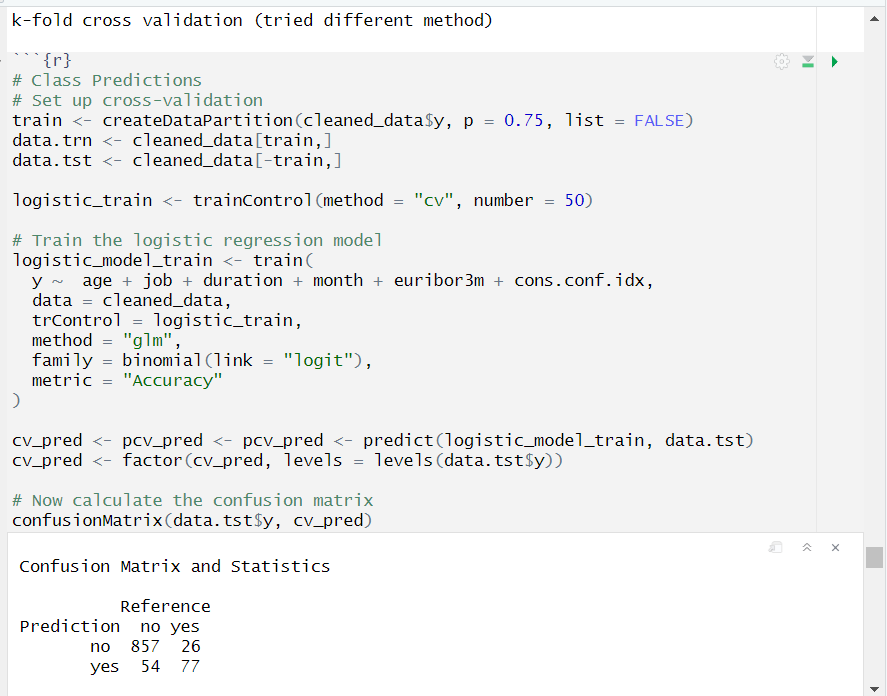 k-fold cross validation (tried different method)
```{r}
# Class Predictions
# Set up cross-validation
train <- createDataPartition(cleaned_data$y, p = 0.75, list = FALSE)
data.trn <- cleaned_data[train,]
data.tst <- cleaned_data[-train,]
logistic_train <- trainControl(method = "cv", number = 50)
# Train the logistic regression model
logistic_model_train <- train(
  y ~  age + job + duration + month + euribor3m + cons.conf.idx,
  data = cleaned_data,
  trControl = logistic_train,
  method = "glm",
  family = binomial(link = "logit"),
  metric = "Accuracy"
)
cv_pred <- pcv_pred <- pcv_pred <- predict(logistic_model_train, data.tst)
cv_pred <- factor(cv_pred, levels = levels(data.tst$y))
# Now calculate the confusion matrix
confusionMatrix(data.tst$y, cv_pred)
Confusion Matrix and Statistics
          Reference
Prediction  no yes
       no  857  26
       yes  54  77